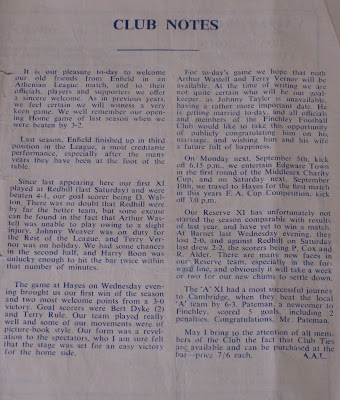 CLUB NOTES
It is our pleasure to-day to welcome
our old friends from Enfield in an
Athenian League match, and to their
officials, players and supporters we offer
a sincere welcome. As in previous years,
we feel certain we will witness a very
keen game. We well remember our open-
ing Home game of last season when we
were beaten by 3-2.
Last season, Enfield finished up in third
position in the League, a most creditable
performance, especially after the many
years they have been at the foot of the
table.
Since last appearing here our first XI
played at Redhill (last Saturday) and were
beaten 4-1, our goal scorer being D. Wal-
lon. There was no doubt that Redhill were
by far the better team, but some excuse
can be found in the fact that Arthur Was-
tell was unable to play owing to a slight
injury, Johnny Weaver was on duty for
the Rest of the League, and Terry Ver-
nor was on holiday. We had some chances
in the second half, and Harry Boon was
unlucky enough to hit the bar twice within
that number of minutes.
The game at Hayes on Wednesday even-
ing brought us our first win of the season
and two most welcome points from a 3-0
victory. Goal scorers were Bert Dyke (2)
and Terry Rule. Our team played really
well and some of our movements were of
picture-book style. Our form was a revel-
ation to the spectators, who I am sure felt
that the stage was set for an easy victory
for the home side.
For to-day's game we hope that both
Arthur Wastell and Terry Vernor will be
available. At the time of writing we are
not quite certain who will be our goal-
keeper, as Johnny Taylor is unavailable,
having a rather more important date. He
is getting married to-day, and all officials
and members of the Finchley Football
Club would like to take this opportunity
of publicly congratulating him on his
marriage, and wishing him and his wife
a future full of happiness.
On Monday next, September 5th, kick
off 6.15 p.m., we entertain Edgware Town
in the first round of the Middlesex Charity
Cup, and on Saturday next, September
10th, we travel to Hayes for the first match
in this years F.A. Cup Competition, kick
off 3.0 p.m.
Our Reserve XI has unfortunately not
started the season comparable with results
of last year, and have yet to win a match.
At Barnet last Wednesday evening, they
lost 2-0, and against Redhill on Saturday
last drew 2-2, the scorers being P. Cox and
R. Alder. There are many new faces in
our Reserve team, especially in the for-
ward line, and obviously it will take a week
or two for our new chums to settle down.
The 'A' XI had a most successful journey
to Cambridge, when they beat the local
'A' team by 6-3. Pateman, a newcomer to
Finchley, scored 5 goals, including 2
penalties. Congratulations, Mr. Pateman.
May I bring to the attention of all mem-
bers of the Club the fact that Club Ties
are available and can be purchased at the
bar—price 7/6 each. A.A.L.